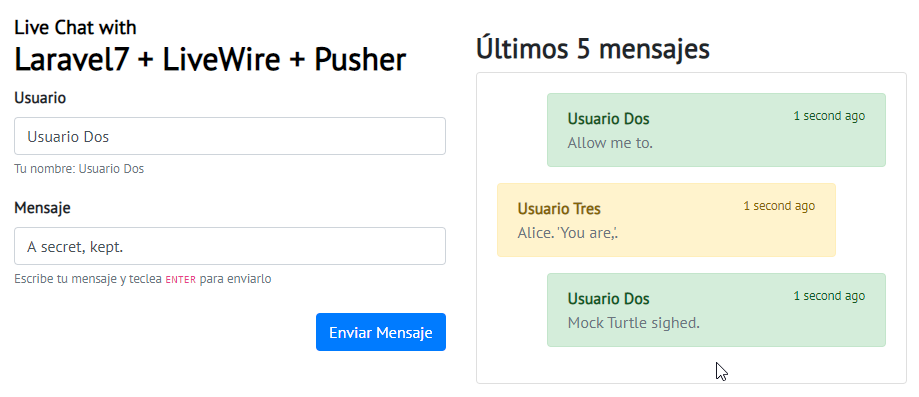 Live Chat with
Laravel7 + LiveWire + Pusher
Usuario
Usuario Dos
Tu nombre: Usuario Dos
Mensaje
A secret, kept.
Escribe tu mensaje y teclea ENTER para enviarlo
Enviar Mensaje
Últimos 5 mensajes
Usuario Dos 1 second ago
Allow me to.
Usuario Tres 1 second ago
Alice. 'You are,'.
Usuario Dos 1 second ago
Mock Turtle sighed.